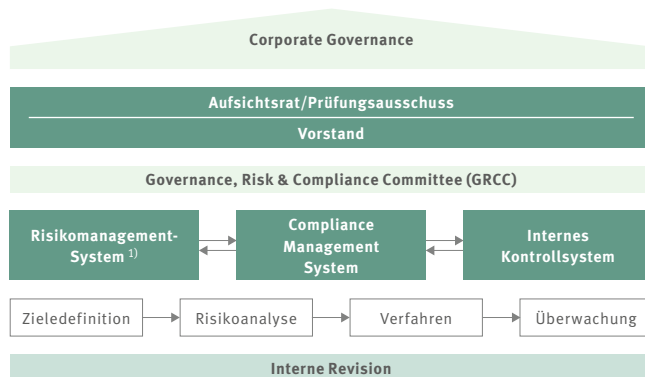 Corporate Governance
Aufsichtsrat/Prüfungsausschuss
Vorstand
Governance, Risk & Compliance Committee (GRCC)
Risikomanagement-
System 1)
Compliance
Management
System
Internes
Kontrollsystem
Zieledefinition
Risikoanalyse
Verfahren
Überwachung
Interne Revision